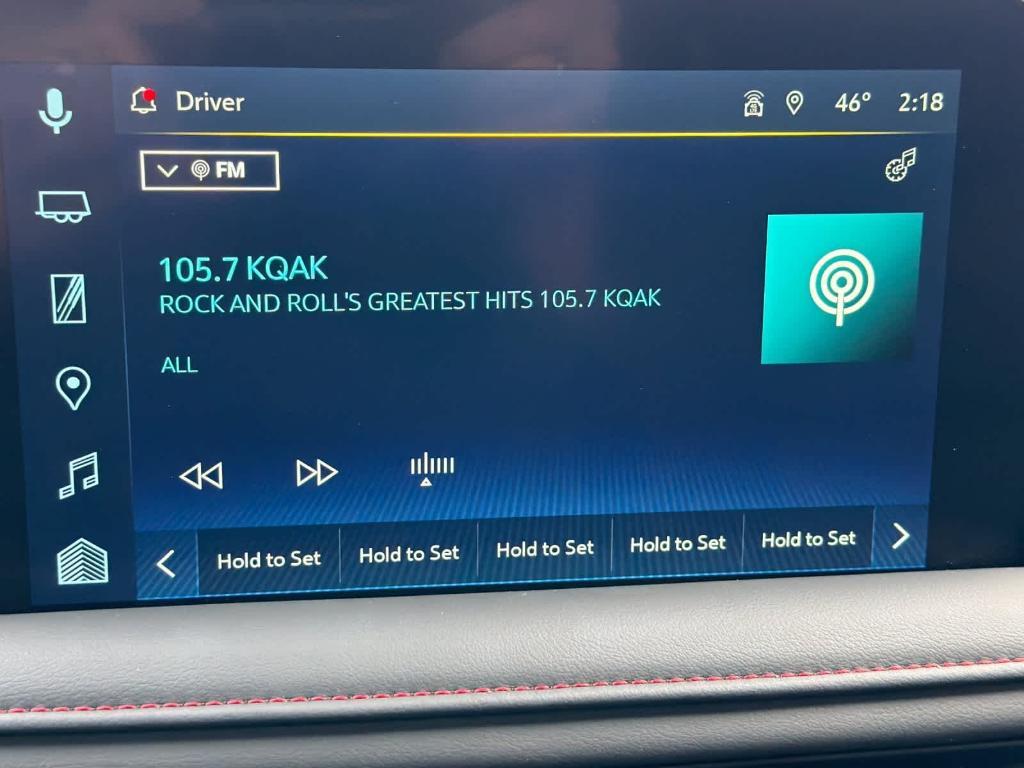 Driver
46° 2:18
FM
105.7 KQAK
ROCK AND ROLL'S GREATEST HITS 105.7 KQAK
ALL
Hold to Set Hold to Set Hold to Set Hold to Set Hold to Set